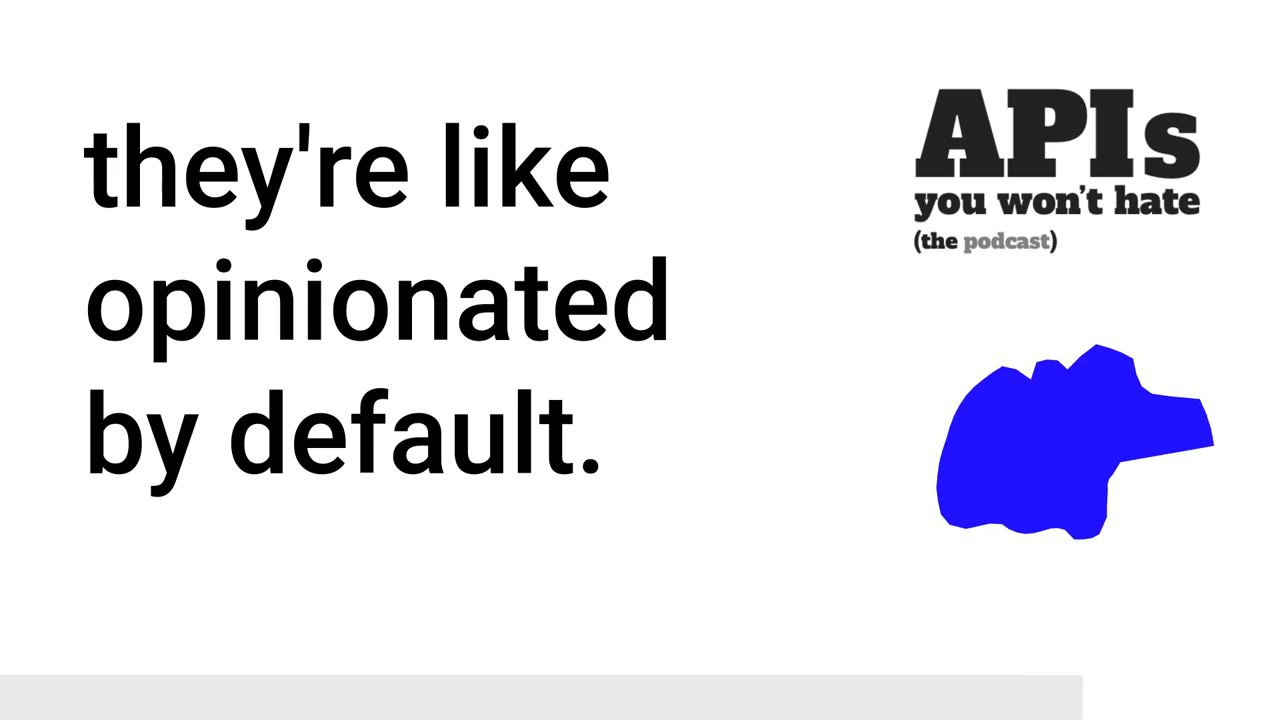 they're like
opinionated
by default.
APIs
you won't hate
(the podcast)